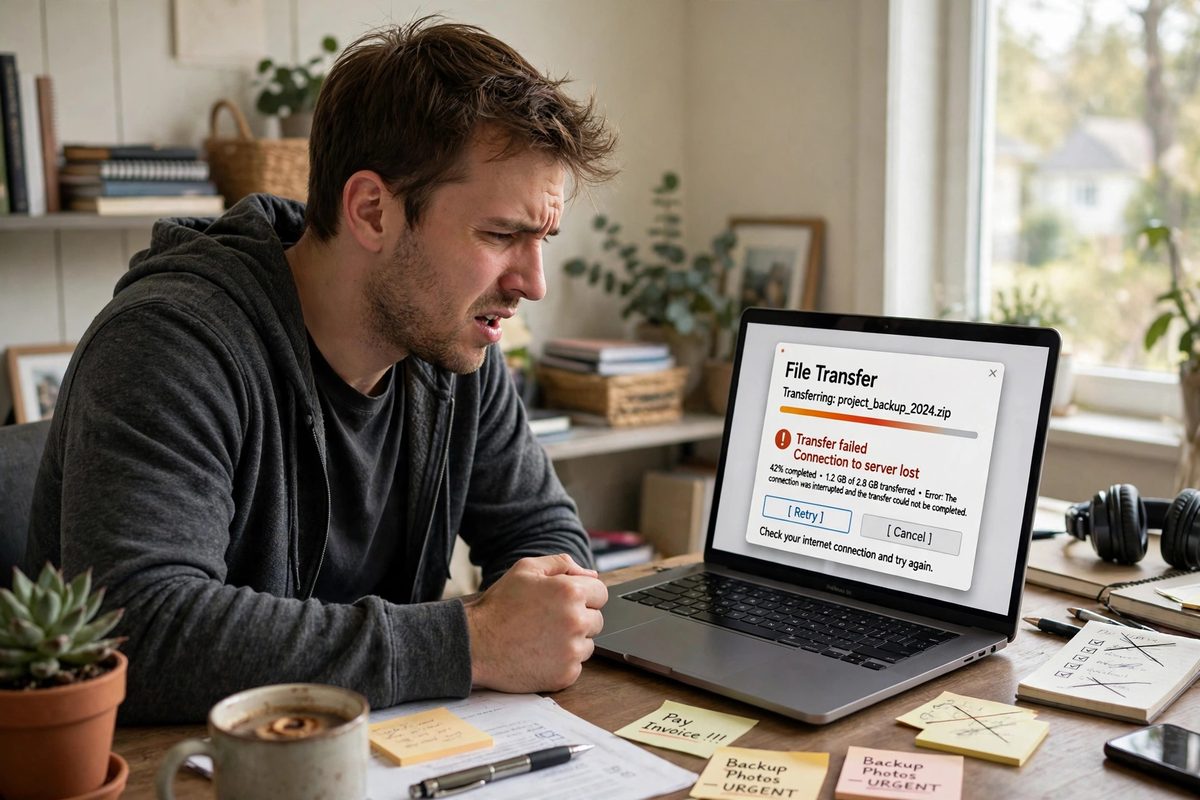 File Transfer
Transferring: project_backup_2024.zip
Transfer failed
Connection to server lost
42% completed • 1.2 GB of 2.8 GB transferred • Error: The
connection was interrupted and the transfer could not be completed.
[ Retry ]
[ Cancel ]
Check your internet connection and try again.
Pay
Invoice !!!
Backup
Photos
– URGENT
Backup
Photos
– URGENT